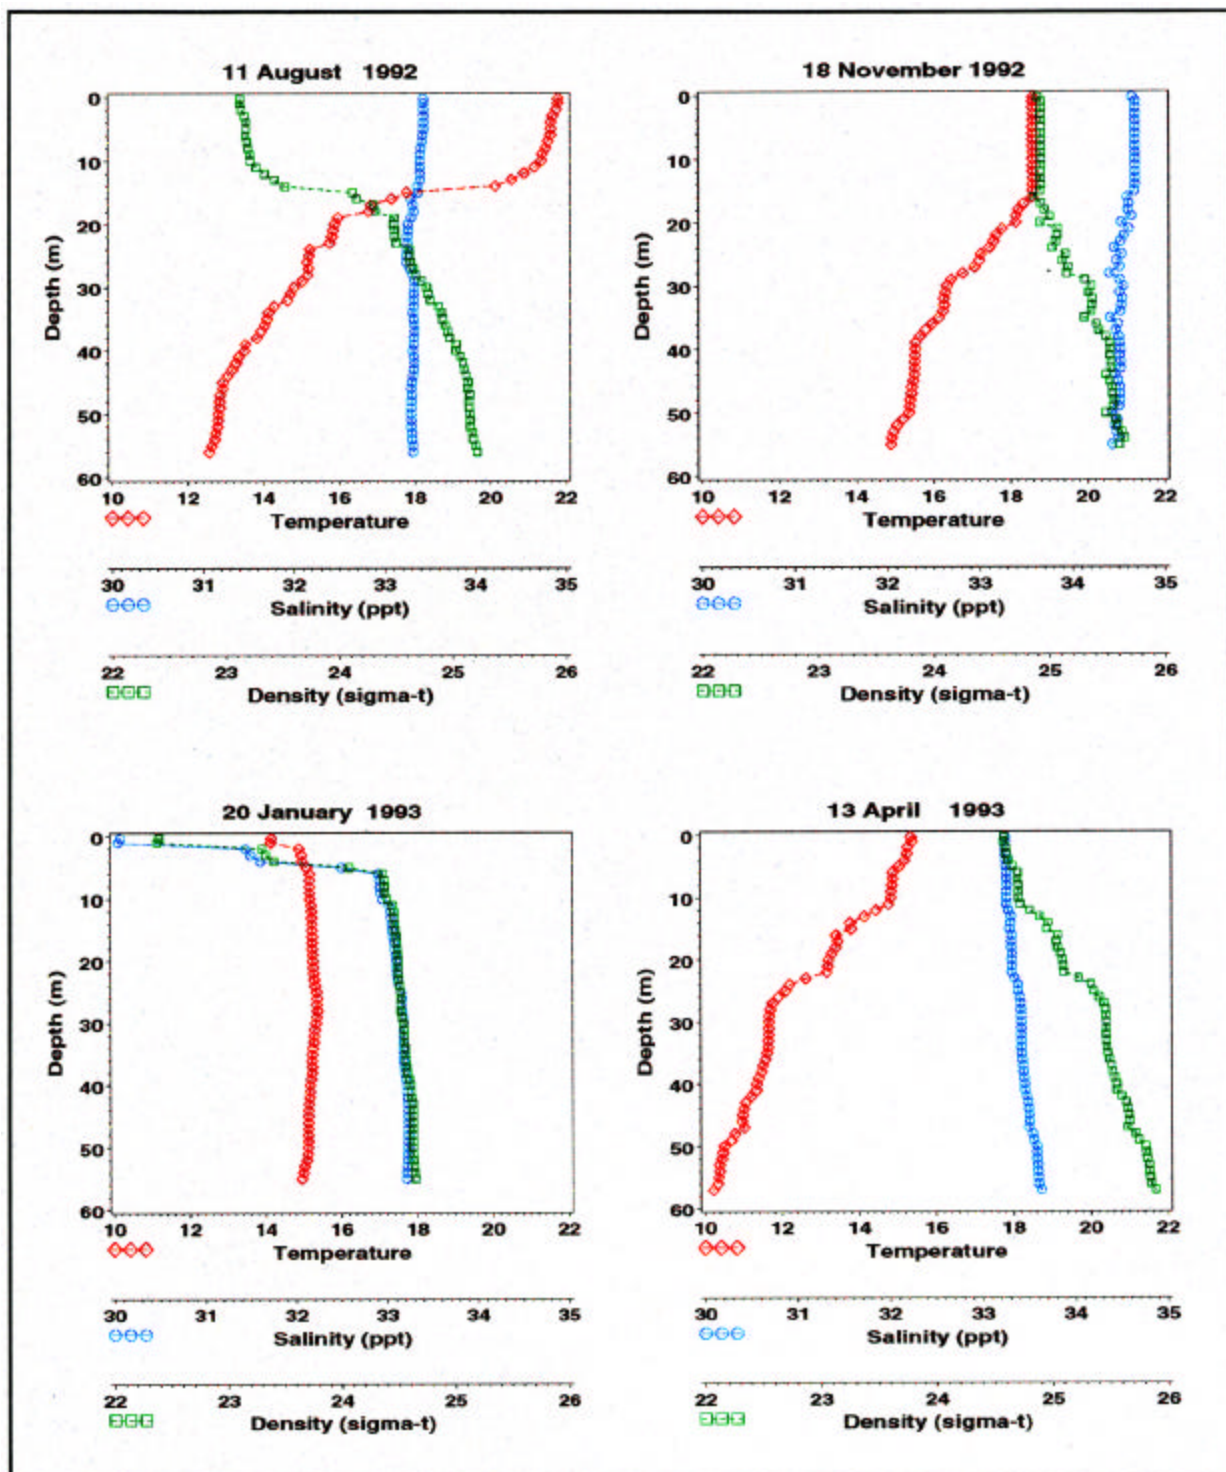 11 August 1992
0
10
20
30
40
50
60
Depth (m)
10 12 14 16 18 20 22
Temperature
30 31 32 33 34 35
Salinity (ppt)
22 23 24 25 26
Density (sigma-t)
18 November 1992
0
10
20
30
40
50
60
Depth (m)
10 12 14 16 18 20 22
Temperature
30 31 32 33 34 35
Salinity (ppt)
22 23 24 25 26
Density (sigma-t)
20 January 1993
0
10
20
30
40
50
60
Depth (m)
10 12 14 16 18 20 22
Temperature
30 31 32 33 34 35
Salinity (ppt)
22 23 24 25 26
Density (sigma-t)
13 April 1993
0
10
20
30
40
50
60
Depth (m)
10 12 14 16 18 20 22
Temperature
30 31 32 33 34 35
Salinity (ppt)
22 23 24 25 26
Density (sigma-t)